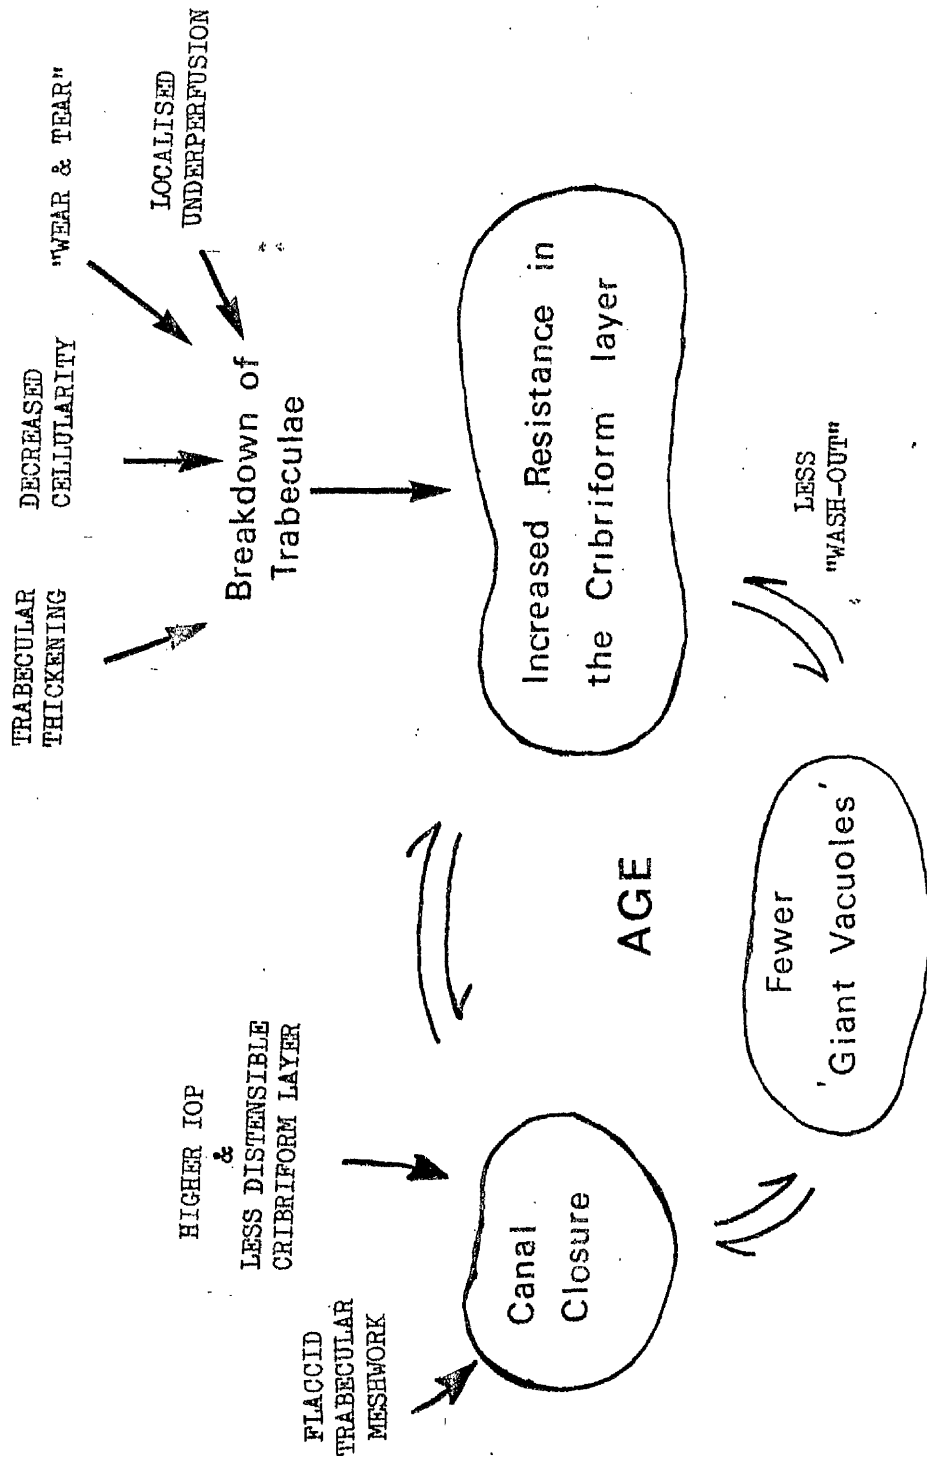 TRABECULAR
THICKENING
DECREASED
CELLULARITY
"WEAR & TEAR"
LOCALISED
UNDERPERFUSION
Breakdown of
Trabeculae
HIGHER IOP
&
LESS DISTENSIBLE
CRIBRIFORM LAYER
FLACCID
TRABECULAR
MESHWORK
Canal
Closure
Increased Resistance in
the Cribriform layer
AGE
LESS
"WASH-OUT"
Fewer
'Giant Vacuoles'